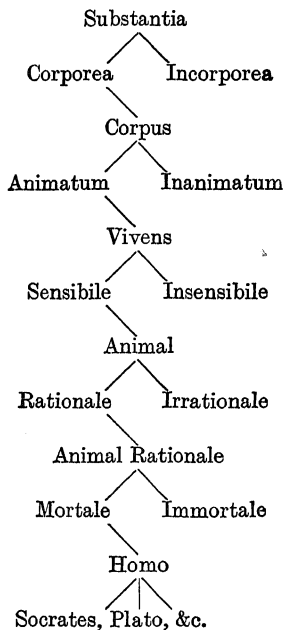 Substantia
Corporea Incorporea
Corpus
Animatum Inanimatum
Vivens
Sensibile Insensibile
Animal
Rationale Irrationale
Animal Rationale
Mortale Immortale
Homo
Socrates, Plato, &c.